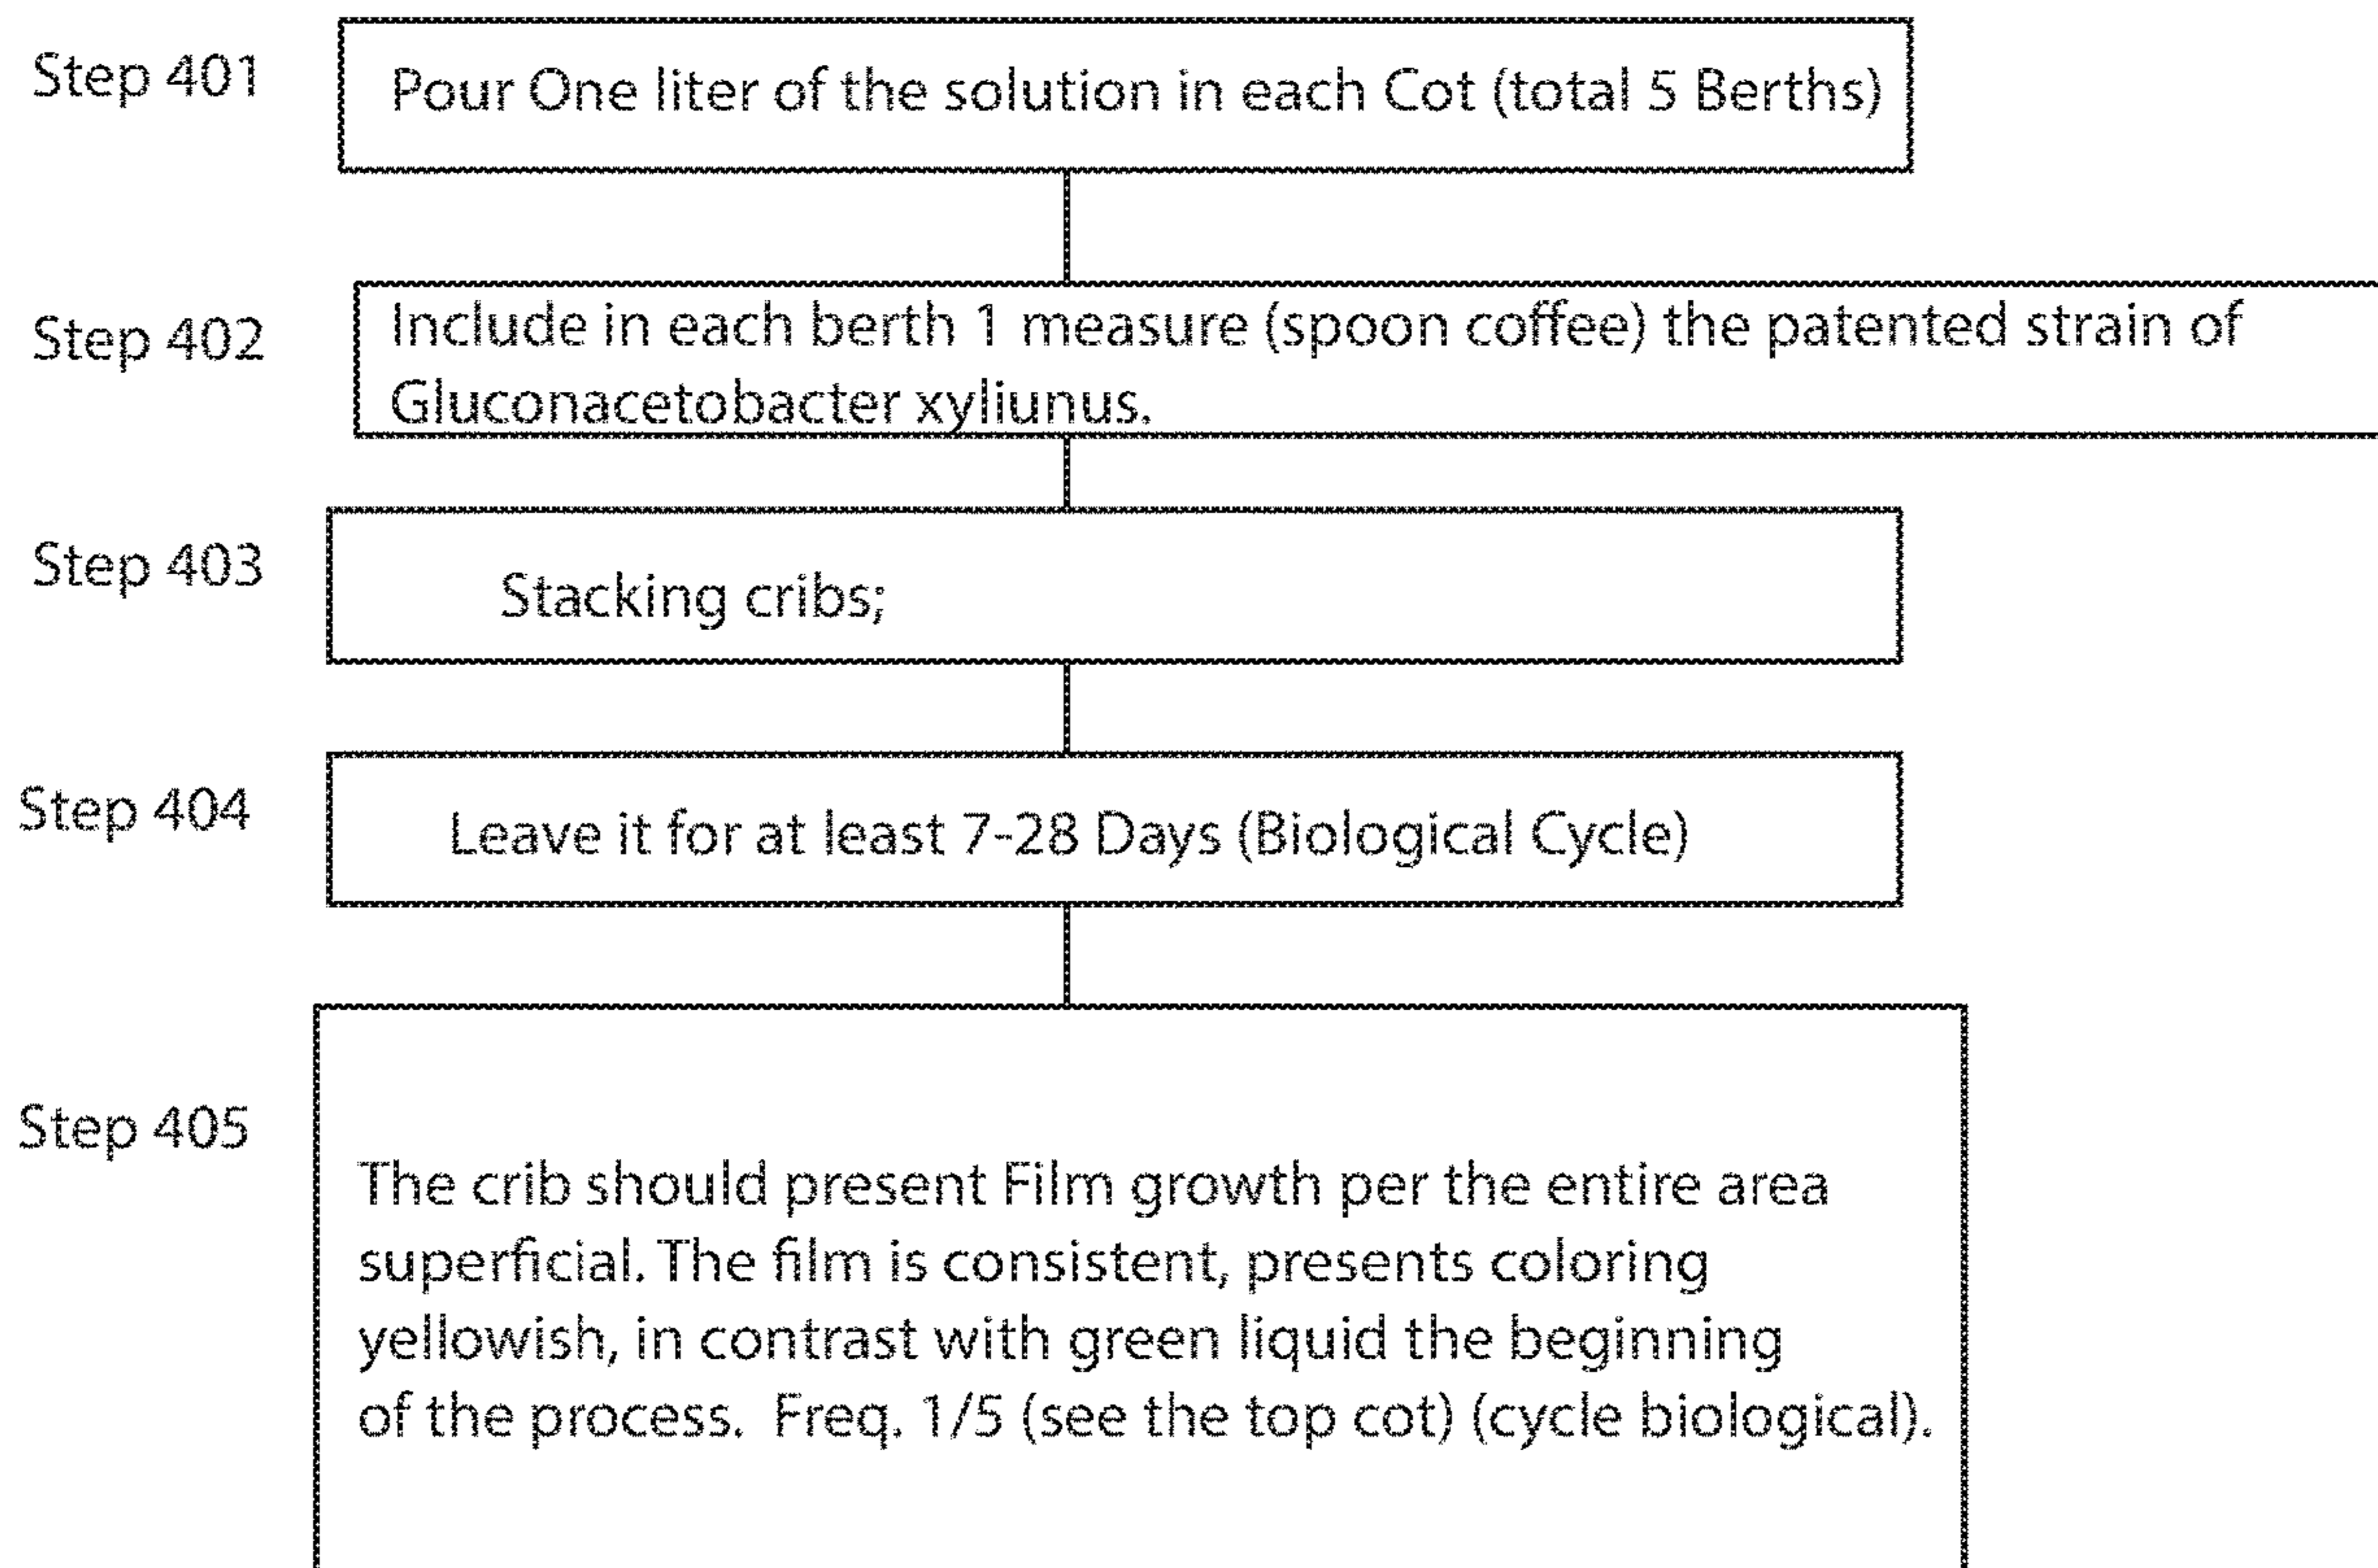 Step 401
Pour One liter of the solution in each Cot (total 5 Berths)
Step 402
Include in each berth 1 measure (spoon coffee) the patented strain of
Gluconacetobacter xyliunus.
Step 403
Stacking cribs;
Step 404
Leave it for at least 7-28 Days (Biological Cycle)
Step 405
The crib should present Film growth per the entire area
superficial. The film is consistent, presents coloring
yellowish, in contrast with green liquid the beginning
of the process. Freq. 1/5 (see the top cot) (cycle biological).